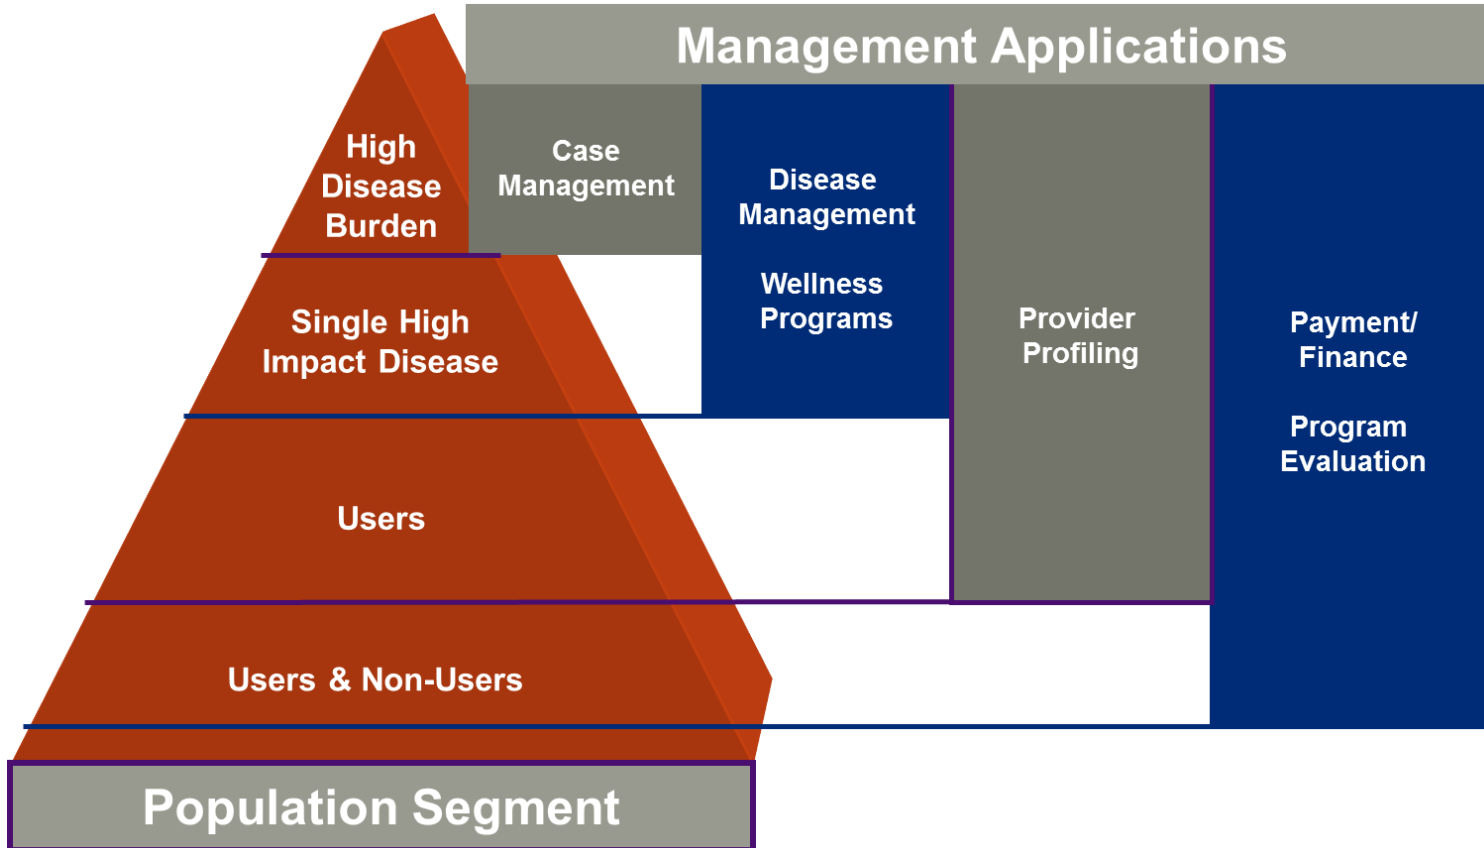 Management Applications
High
Disease
Burden
Case
Management
Disease
Management
Wellness
Programs
Single High
Impact Disease
Provider
Profiling
Payment/
Finance
Program
Evaluation
Users
Users & Non-Users
Population Segment